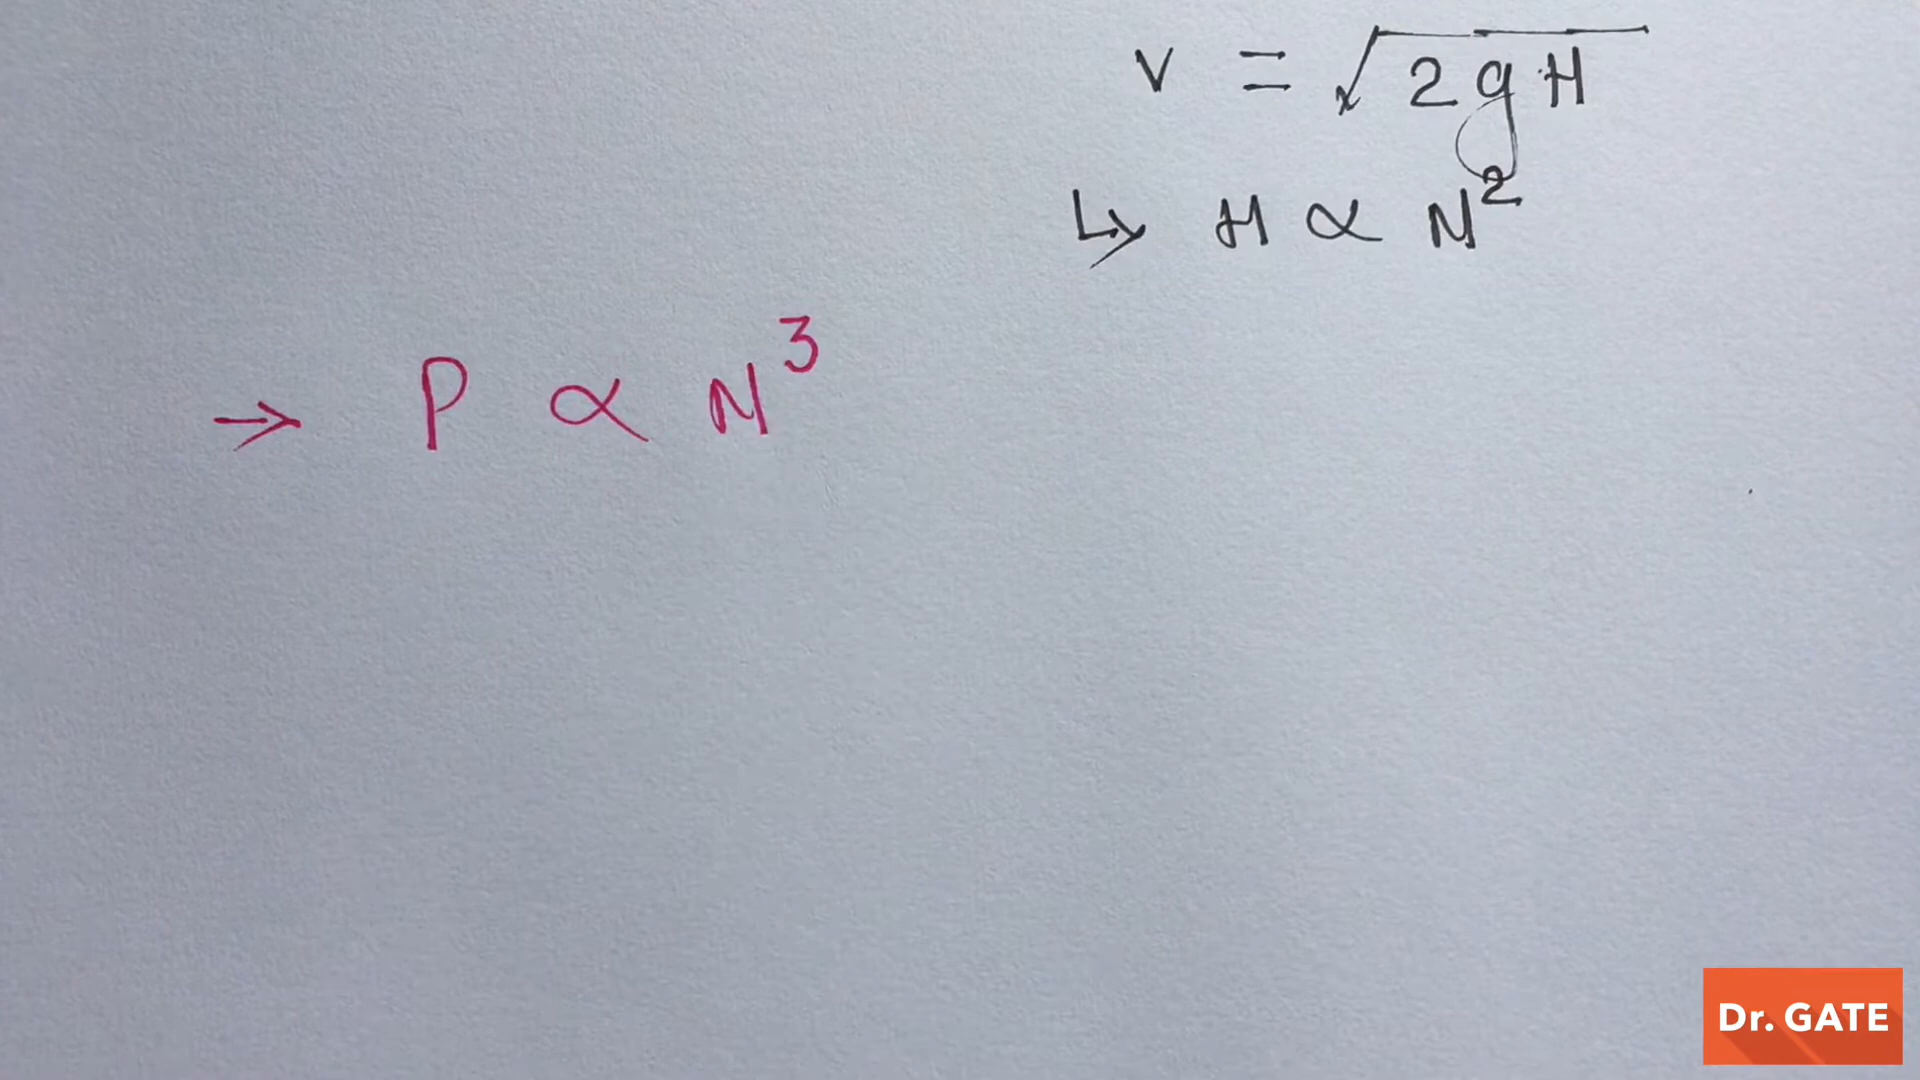 v = √2gH
↳ H ∝ N²
→ P ∝ N³
Dr. GATE